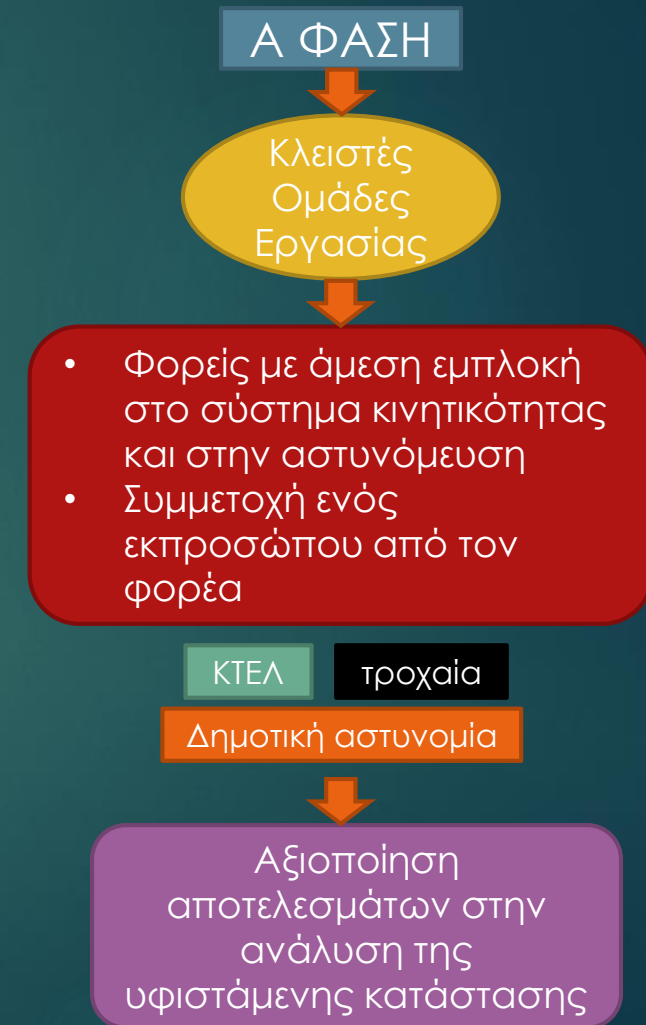 Α ΦΑΣΗ
Κλειστές
Ομάδες
Εργασίας
• Φορείς με άμεση εμπλοκή
στο σύστημα κινητικότητας
και στην αστυνόμευση
• Συμμετοχή ενός
εκπροσώπου από τον
φορέα
ΚΤΕΛ
τροχαία
Δημοτική αστυνομία
Αξιοποίηση
αποτελεσμάτων στην
ανάλυση της
υφιστάμενης κατάστασης